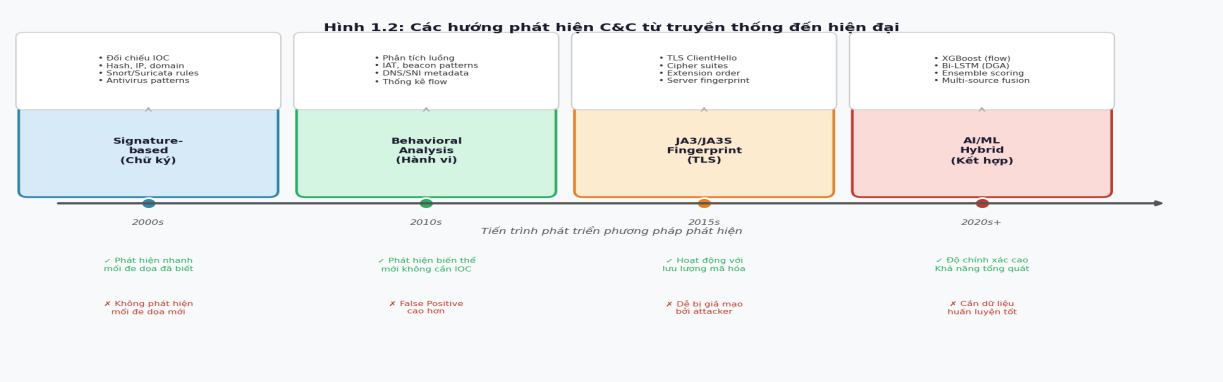 Hình 1.2: Các hướng phát hiện C&C từ truyền thống đến hiện đại
• Đối chiếu IOC
• Hash, IP, domain
• Snort/Suricata rules
• Antivirus patterns
• Phân tích luồng
• IAT, beacon patterns
• DNS/SNI metadata
• Thống kê flow
• TLS ClientHello
• Cipher suites
• Extension order
• Server fingerprint
• XGBoost (flow)
• Bi-LSTM (DGA)
• Ensemble scoring
• Multi-source fusion
Signature-
based
(Chữ ký)
Behavioral
Analysis
(Hành vi)
JA3/JA3S
Fingerprint
(TLS)
AI/ML
Hybrid
(Kết hợp)
2000s
2010s
2015s
2020s+
Tiến trình phát triển phương pháp phát hiện
✓ Phát hiện nhanh
mối đe dọa đã biết
✓ Phát hiện biến thể
mới không cần IOC
✓ Hoạt động với
lưu lượng mã hóa
✓ Độ chính xác cao
Khả năng tổng quát
✗ Không phát hiện
mối đe dọa mới
✗ False Positive
cao hơn
✗ Dễ bị giả mạo
bởi attacker
✗ Cần dữ liệu
huấn luyện tốt